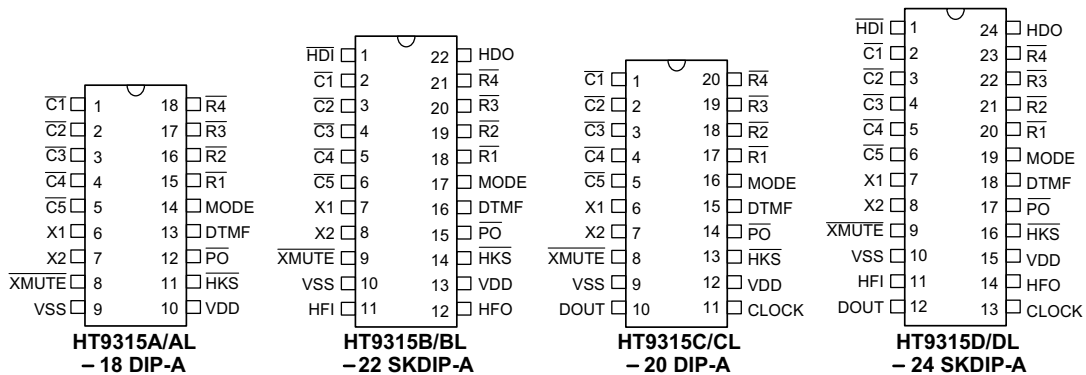 C1 1 18 R4
C2 2 17 R3
C3 3 16 R2
C4 4 15 R1
C5 5 14 MODE
X1 6 13 DTMF
X2 7 12 PO
XMUTE 8 11 HKS
VSS 9 10 VDD
HT9315A/AL
– 18 DIP-A
HDI 1 22 HDO
C1 2 21 R4
C2 3 20 R3
C3 4 19 R2
C4 5 18 R1
C5 6 17 MODE
X1 7 16 DTMF
X2 8 15 PO
XMUTE 9 14 HKS
VSS 10 13 VDD
HFI 11 12 HFO
HT9315B/BL
– 22 SKDIP-A
C1 1 20 R4
C2 2 19 R3
C3 3 18 R2
C4 4 17 R1
C5 5 16 MODE
X1 6 15 DTMF
X2 7 14 PO
XMUTE 8 13 HKS
VSS 9 12 VDD
DOUT 10 11 CLOCK
HT9315C/CL
– 20 DIP-A
HDI 1 24 HDO
C1 2 23 R4
C2 3 22 R3
C3 4 21 R2
C4 5 20 R1
C5 6 19 MODE
X1 7 18 DTMF
X2 8 17 PO
XMUTE 9 16 HKS
VSS 10 15 VDD
HFI 11 14 HFO
DOUT 12 13 CLOCK
HT9315D/DL
– 24 SKDIP-A